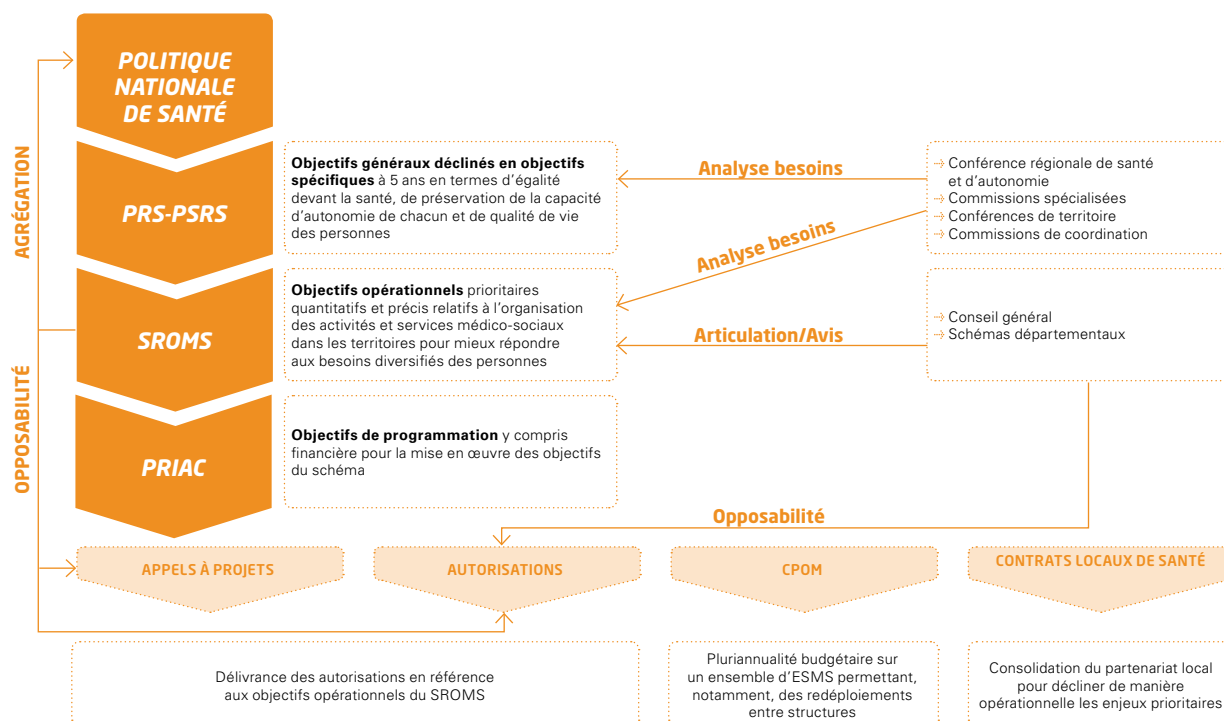 POLITIQUE
NATIONALE
DE SANTÉ
AGRÉGATION
OPPOSABILITÉ
PRS-PSRS
Objectifs généraux déclinés en objectifs
spécifiques à 5 ans en termes d'égalité
devant la santé, de préservation de la capacité
d'autonomie de chacun et de qualité de vie
des personnes
Analyse besoins
Analyse besoins
→ Conférence régionale de santé
et d'autonomie
→ Commissions spécialisées
→ Conférences de territoire
→ Commissions de coordination
SROMS
Objectifs opérationnels prioritaires
quantitatifs et précis relatifs à l'organisation
des activités et services médico-sociaux
dans les territoires pour mieux répondre
aux besoins diversifiés des personnes
Articulation/Avis
→ Conseil général
→ Schémas départementaux
PRIAC
Objectifs de programmation y compris
financière pour la mise en œuvre des objectifs
du schéma
Opposabilité
APPELS À PROJETS
AUTORISATIONS
CPOM
CONTRATS LOCAUX DE SANTÉ
Délivrance des autorisations en référence
aux objectifs opérationnels du SROMS
Pluriannualité budgétaire sur
un ensemble d'ESMS permettant,
notamment, des redéploiements
entre structures
Consolidation du partenariat local
pour décliner de manière
opérationnelle les enjeux prioritaires